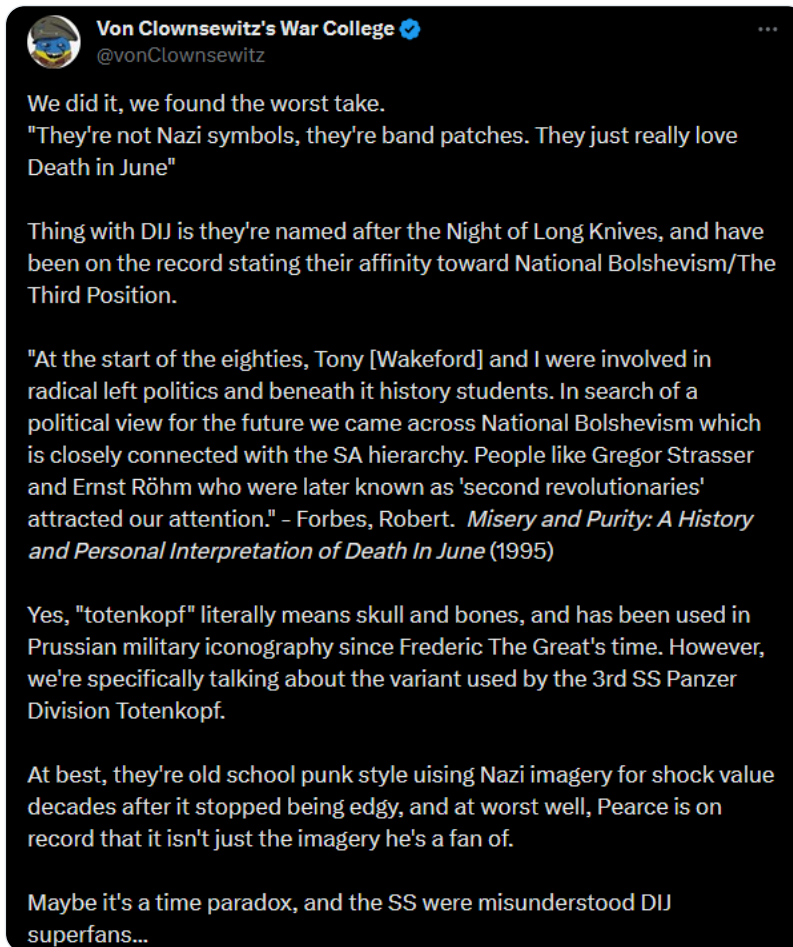 Von Clownsewitz's War College
@vonClownsewitz
We did it, we found the worst take.
"They're not Nazi symbols, they're band patches. They just really love
Death in June"
Thing with DIJ is they're named after the Night of Long Knives, and have
been on the record stating their affinity toward National Bolshevism/The
Third Position.
"At the start of the eighties, Tony [Wakeford] and I were involved in
radical left politics and beneath it history students. In search of a
political view for the future we came across National Bolshevism which
is closely connected with the SA hierarchy. People like Gregor Strasser
and Ernst Röhm who were later known as 'second revolutionaries'
attracted our attention." – Forbes, Robert. Misery and Purity: A History
and Personal Interpretation of Death In June (1995)
Yes, "totenkopf" literally means skull and bones, and has been used in
Prussian military iconography since Frederic The Great's time. However,
we're specifically talking about the variant used by the 3rd SS Panzer
Division Totenkopf.
At best, they're old school punk style uising Nazi imagery for shock value
decades after it stopped being edgy, and at worst well, Pearce is on
record that it isn't just the imagery he's a fan of.
Maybe it's a time paradox, and the SS were misunderstood DIJ
superfans...